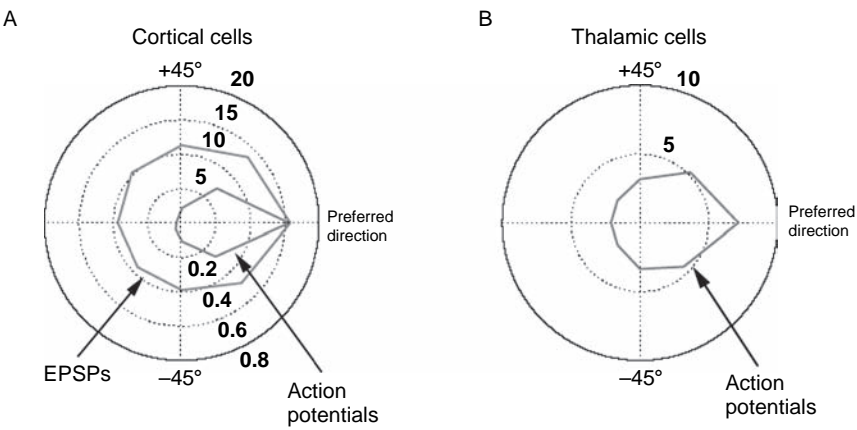 A
Cortical cells
+45°
20
15
10
5
Preferred
direction
0.2
0.4
0.6
0.8
EPSPs
–45°
Action
potentials
B
Thalamic cells
+45°
10
5
Preferred
direction
–45°
Action
potentials